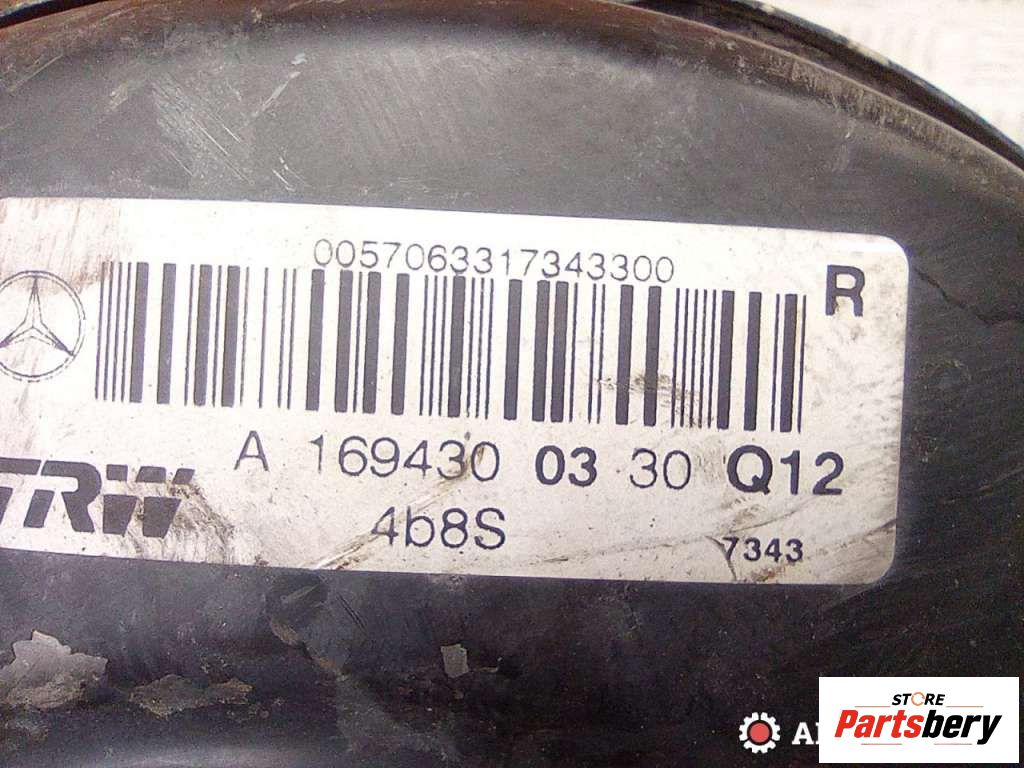 0057063317343300
R
A 169430 03 30 Q12
TRW
4b8S
7343
STORE
Partsbery